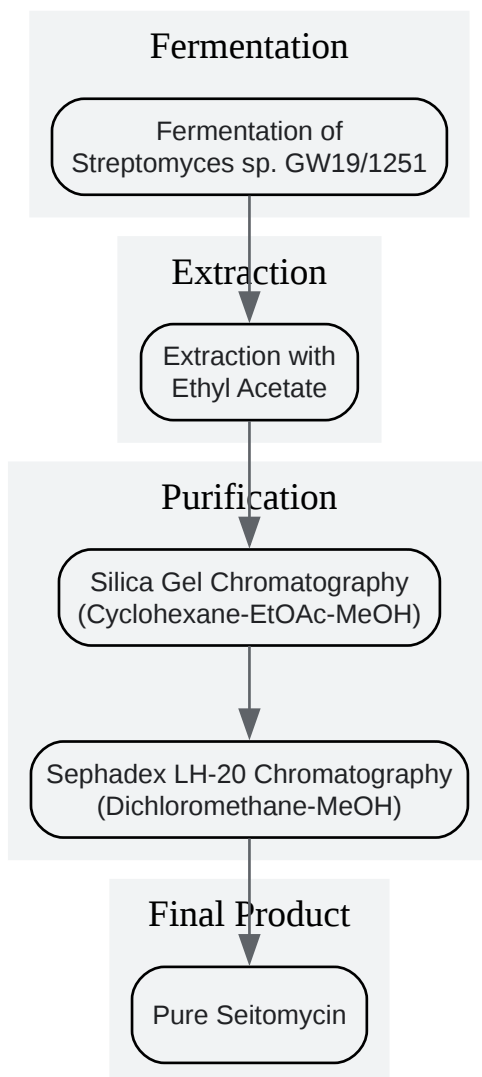 Fermentation
Fermentation of
Streptomyces sp. GW19/1251
Extraction
Extraction with
Ethyl Acetate
Purification
Silica Gel Chromatography
(Cyclohexane-EtOAc-MeOH)
Sephadex LH-20 Chromatography
(Dichloromethane-MeOH)
Final Product
Pure Seitomycin